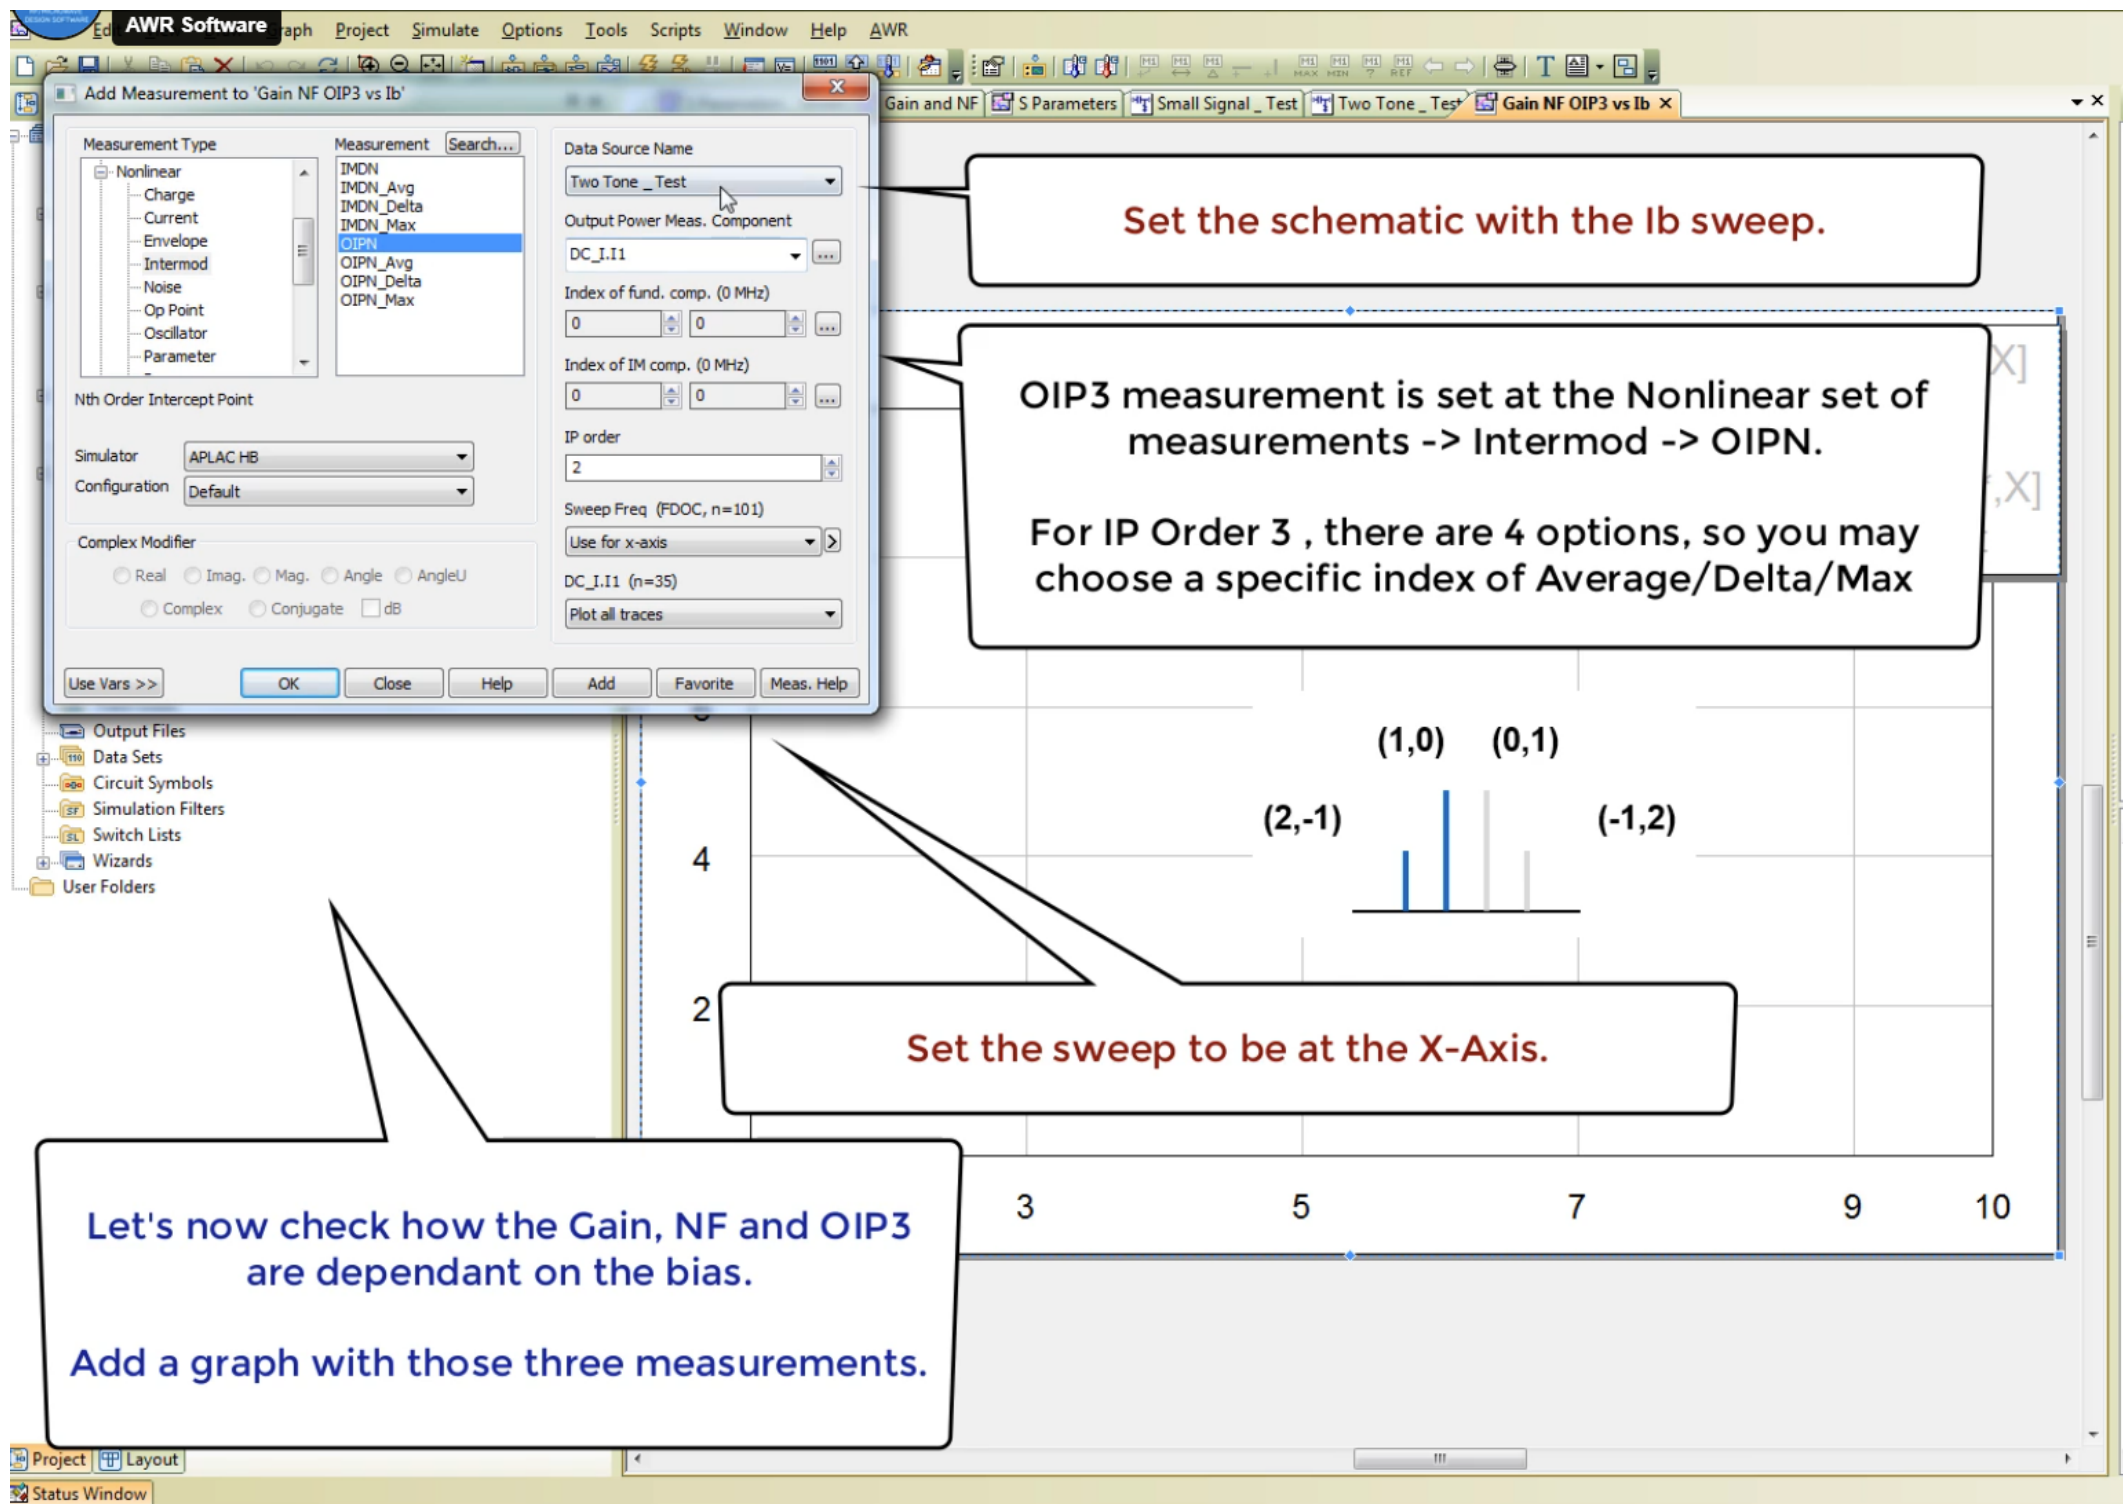 DESIGN SOFTWARE
AWR Software
Ed
raph Project Simulate Options Tools Scripts Window Help AWR
Add Measurement to 'Gain NF OIP3 vs Ib'
Gain and NF
S Parameters
Small Signal _ Test
Two Tone _ Test
Gain NF OIP3 vs Ib
Measurement Type
Nonlinear
Charge
Current
Envelope
Intermod
Noise
Op Point
Oscillator
Parameter
Measurement
Search...
IMDN
IMDN_Avg
IMDN_Delta
IMDN_Max
OIPN
OIPN_Avg
OIPN_Delta
OIPN_Max
Nth Order Intercept Point
Simulator APLAC HB
Configuration Default
Complex Modifier
Real Imag. Mag. Angle AngleU
Complex Conjugate dB
Data Source Name
Two Tone _ Test
Output Power Meas. Component
DC_I.I1 ...
Index of fund. comp. (0 MHz)
0 0 ...
Index of IM comp. (0 MHz)
0 0 ...
IP order
2
Sweep Freq (FDOC, n=101)
Use for x-axis >
DC_I.I1 (n=35)
Plot all traces
Use Vars >> OK Close Help Add Favorite Meas. Help
Set the schematic with the Ib sweep.
OIP3 measurement is set at the Nonlinear set of
measurements -> Intermod -> OIPN.
For IP Order 3 , there are 4 options, so you may
choose a specific index of Average/Delta/Max
X]
,X]
Output Files
Data Sets
Circuit Symbols
Simulation Filters
Switch Lists
Wizards
User Folders
(1,0) (0,1)
(2,-1) (-1,2)
4
2
3 5 7 9 10
Set the sweep to be at the X-Axis.
Let's now check how the Gain, NF and OIP3
are dependant on the bias.
Add a graph with those three measurements.
Project Layout
Status Window